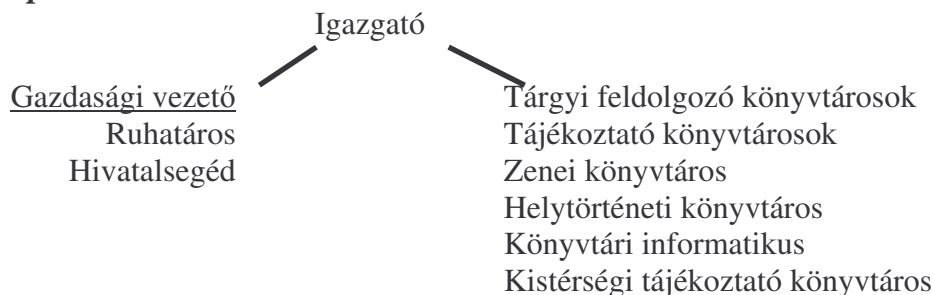 Igazgató
Gazdasági vezető
Ruhatáros
Hivatalsegéd
Tárgyi feldolgozó könyvtárosok
Tájékoztató könyvtárosok
Zenei könyvtáros
Helytörténeti könyvtáros
Könyvtári informatikus
Kistérségi tájékoztató könyvtáros